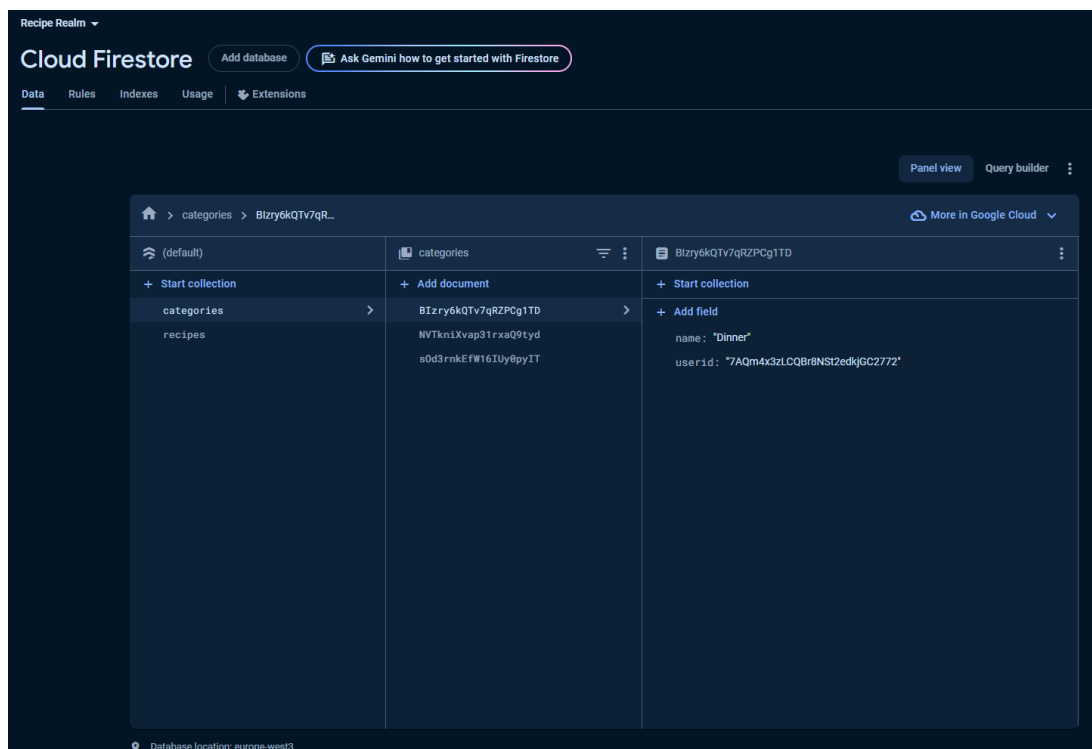 Recipe Realm
Cloud Firestore
Add database
Ask Gemini how to get started with Firestore
Data Rules Indexes Usage Extensions
Panel view Query builder
> categories > BIzry6kQTv7qR… More in Google Cloud
(default) categories BIzry6kQTv7qRZPCg1TD
+ Start collection + Add document + Start collection
categories BIzry6kQTv7qRZPCg1TD + Add field
recipes NVTkniXvap31rxaQ9tyd name: "Dinner"
sOd3rnkEfW16IUy0pyIT userid: "7AQm4x3zLCQBr8NSt2edkjGC2772"
Database location: europe-west3